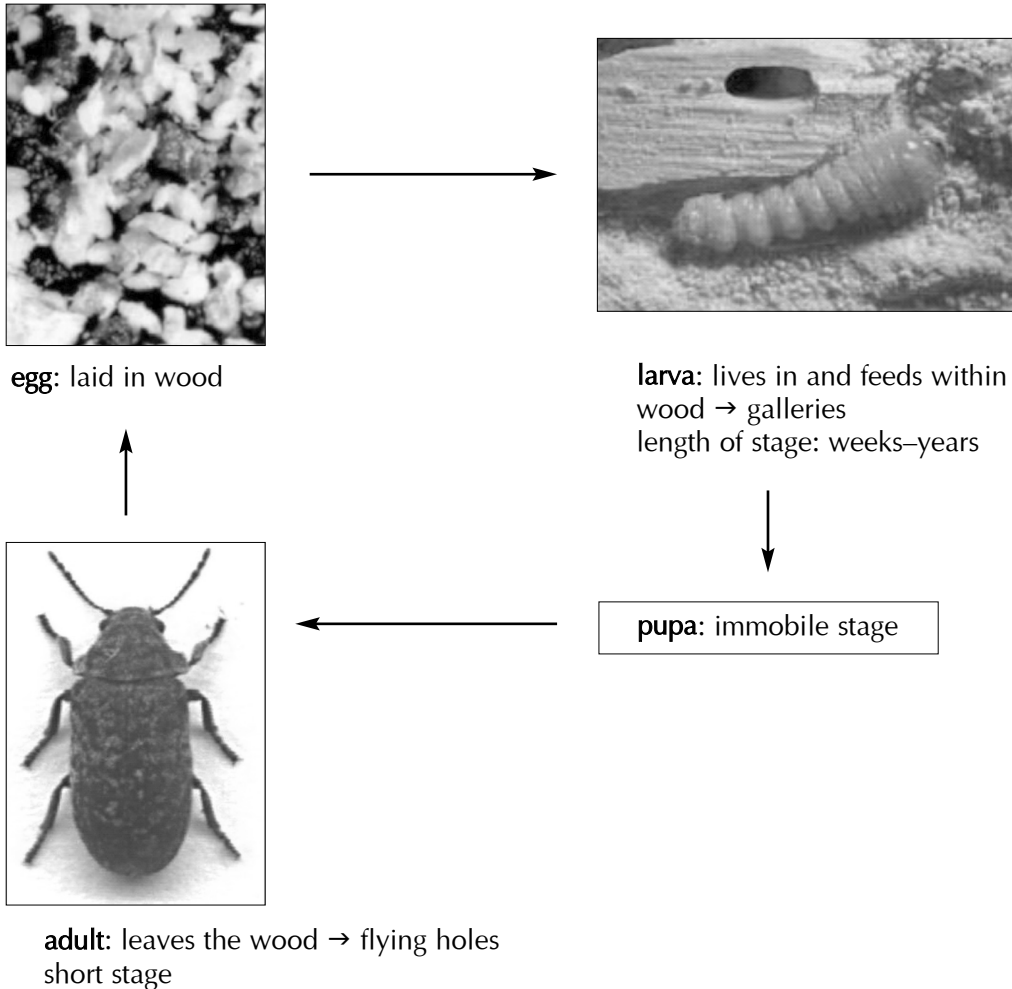 egg: laid in wood
larva: lives in and feeds within
wood → galleries
length of stage: weeks–years
pupa: immobile stage
adult: leaves the wood → flying holes
short stage